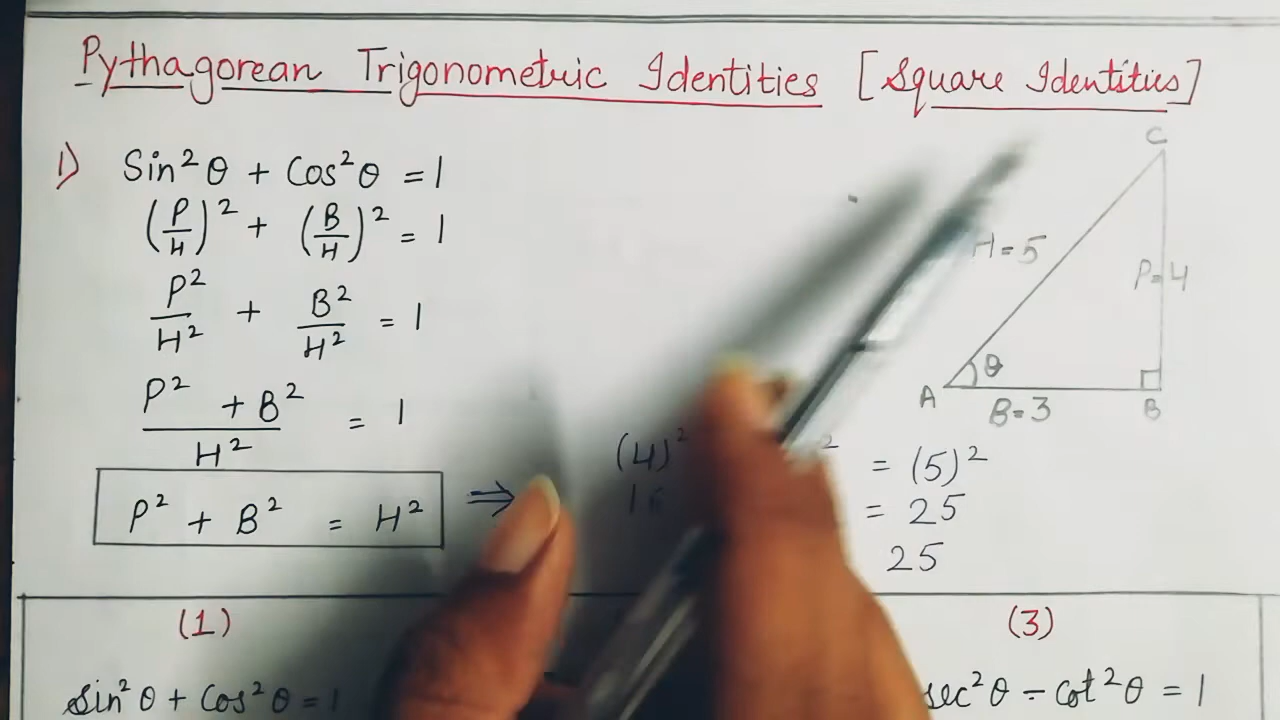 Pythagorean Trigonometric Identities [Square Identities]
1) Sin²θ + Cos²θ = 1
(P/H)² + (B/H)² = 1
P²/H² + B²/H² = 1
P² + B² / H² = 1
P² + B² = H² ⇒
C
H = 5
P = 4
θ
A
B = 3
B
(4)² ² = (5)²
16 = 25
25
(1)
(3)
sin²θ + Cos²θ = 1
sec²θ − cot²θ = 1